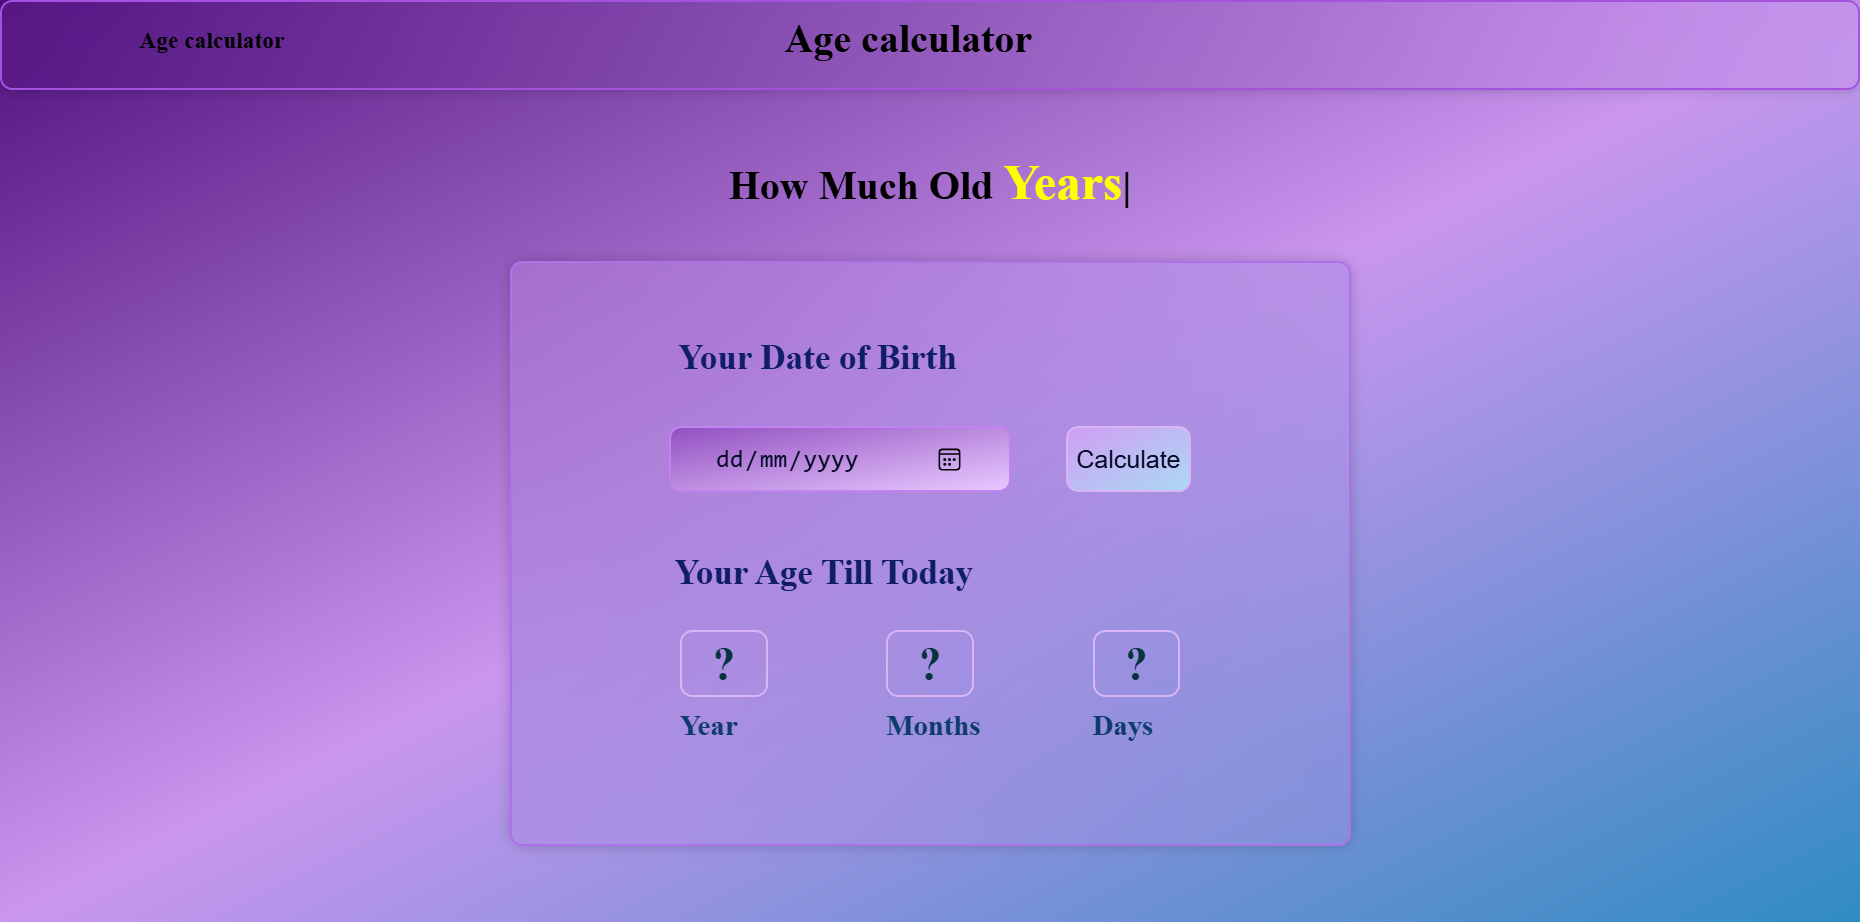 Age calculator
Age calculator
How Much Old Years|
Your Date of Birth
dd/mm/yyyy
Calculate
Your Age Till Today
? ? ?
Year Months Days